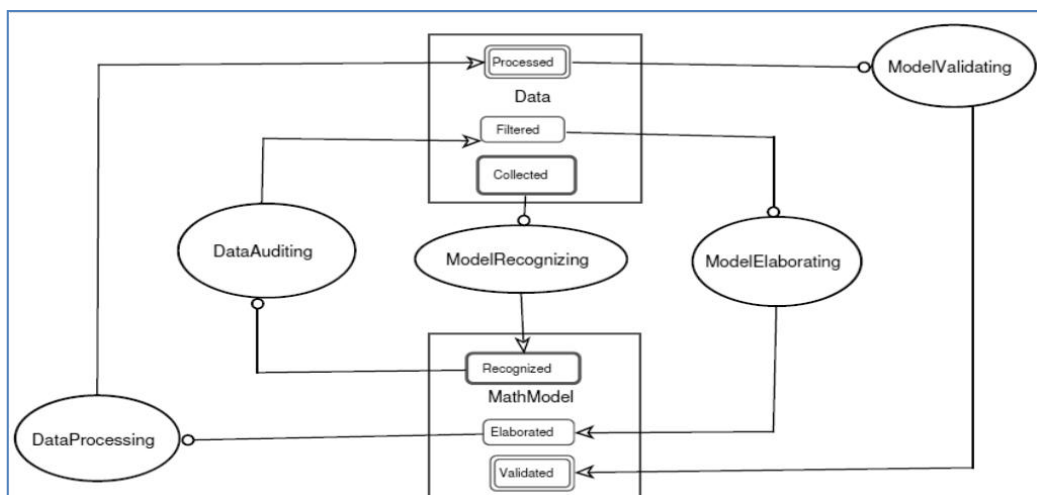 Processed
ModelValidating
Data
Filtered
Collected
DataAuditing
ModelRecognizing
ModelElaborating
Recognized
MathModel
DataProcessing
Elaborated
Validated